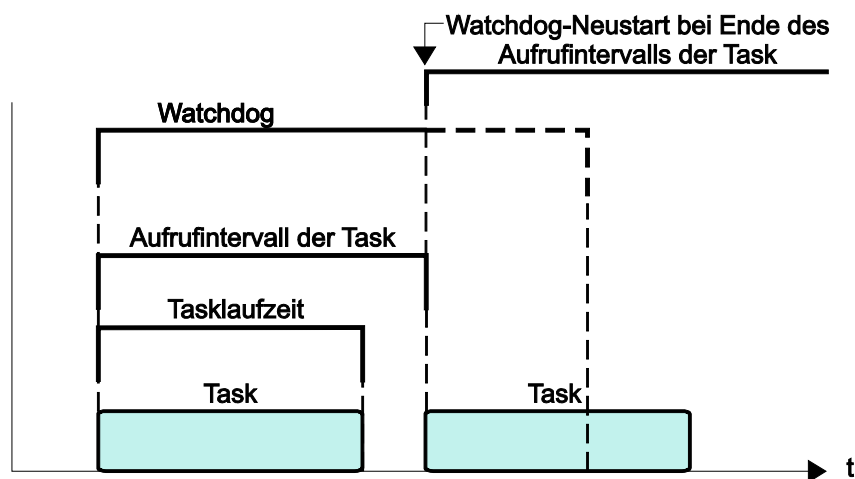 Watchdog-Neustart bei Ende des
Aufrufintervalls der Task
Watchdog
Aufrufintervall der Task
Tasklaufzeit
Task
Task
t